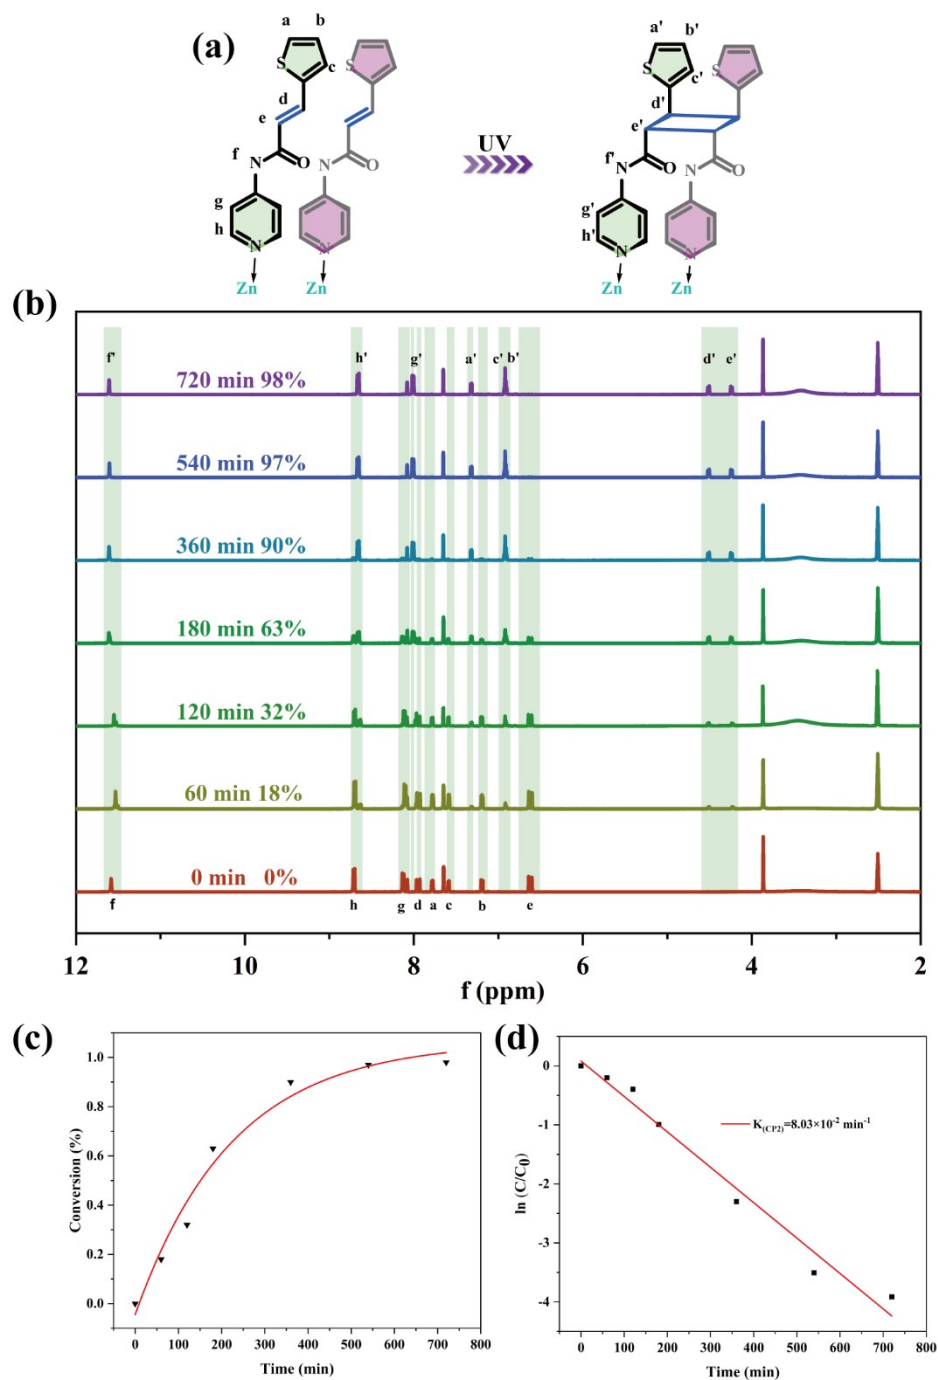 (a)
a b
S S
c
d
e
f
N O N O
g
h
N N
Zn Zn
UV
a' b'
S S
c'
d'
e'
f'
N O N O
g'
h'
N N
Zn Zn
(b)
f' h' g' a' c' b' d' e'
720 min 98%
540 min 97%
360 min 90%
180 min 63%
120 min 32%
60 min 18%
0 min 0%
f h g d a c b e
12 10 8 6 4 2
f (ppm)
(c)
Conversion (%)
1.0
0.8
0.6
0.4
0.2
0.0
0 100 200 300 400 500 600 700 800
Time (min)
(d)
ln (C/C₀)
0
-1
-2
-3
-4
K(CP2)=8.03×10⁻² min⁻¹
0 100 200 300 400 500 600 700 800
Time (min)